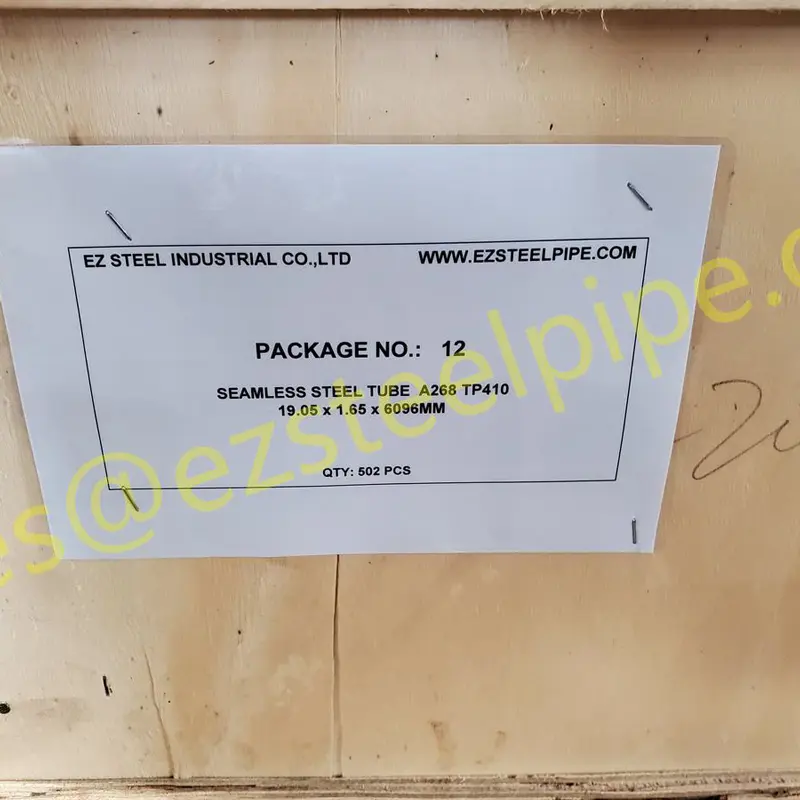 EZ STEEL INDUSTRIAL CO.,LTD WWW.EZSTEELPIPE.COM
PACKAGE NO.: 12
SEAMLESS STEEL TUBE A268 TP410
19.05 x 1.65 x 6096MM
QTY: 502 PCS
es@ezsteelpipe.c